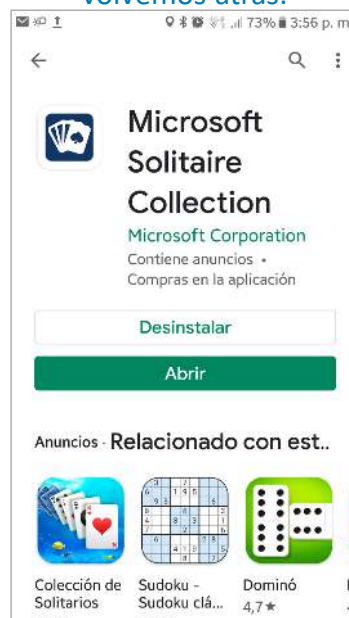 volvemos atrás.
73% 3:56 p. m
Microsoft
Solitaire
Collection
Microsoft Corporation
Contiene anuncios •
Compras en la aplicación
Desinstalar
Abrir
Anuncios · Relacionado con est..
Colección de
Solitarios
Sudoku –
Sudoku clá...
Dominó
4,7★